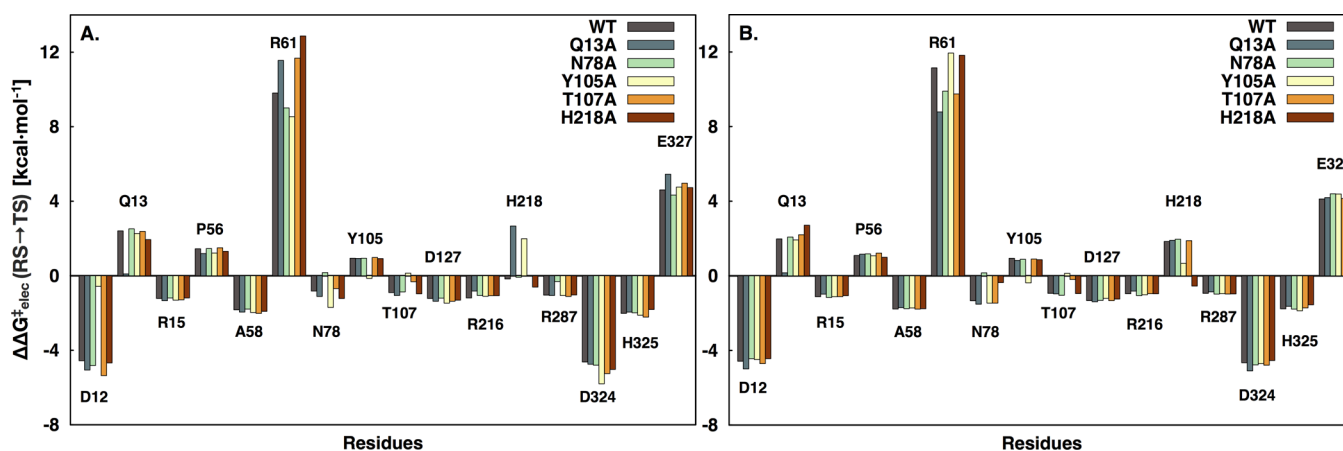 A.
WT
Q13A
N78A
Y105A
T107A
H218A
12
8
4
0
-4
-8
ΔΔG‡elec (RS→TS) [kcal·mol⁻¹]
R61
E327
Q13
P56
Y105
D127
H218
R15
A58
N78
T107
R216
R287
H325
D12
D324
Residues
B.
WT
Q13A
N78A
Y105A
T107A
H218A
12
8
4
0
-4
-8
R61
E32
Q13
P56
Y105
D127
H218
R15
A58
N78
T107
R216
R287
H325
D12
D324
Residues